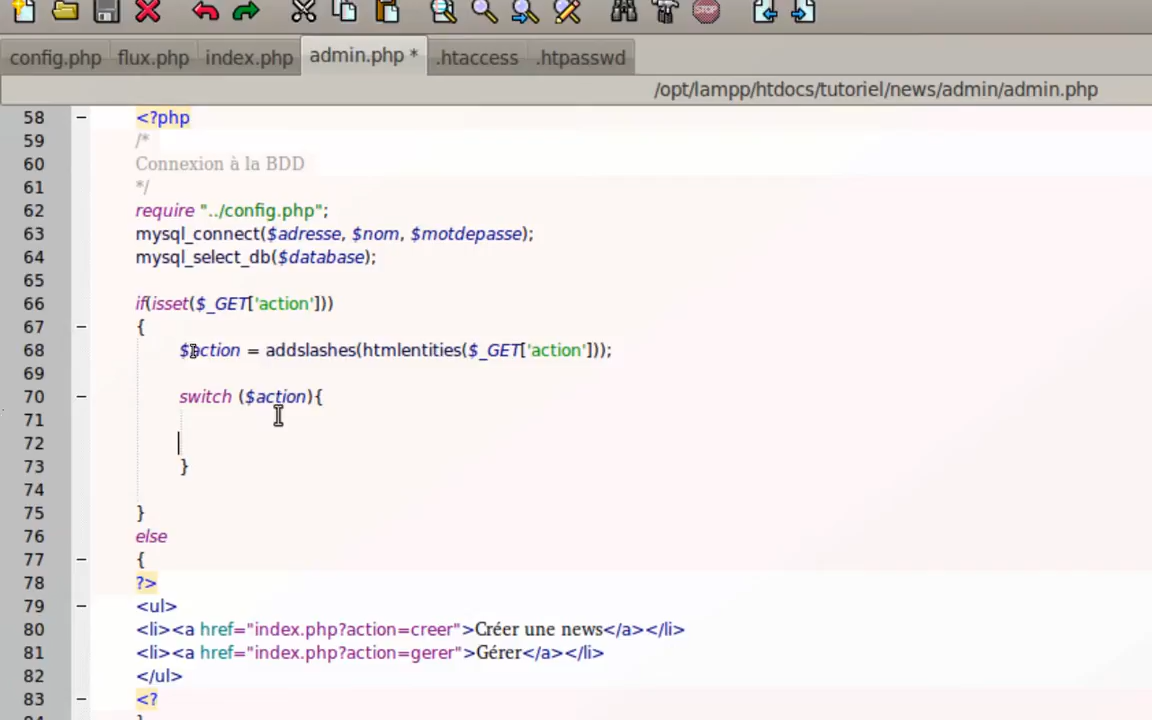 STOP
config.php flux.php index.php admin.php * .htaccess .htpasswd
/opt/lampp/htdocs/tutoriel/news/admin/admin.php
58 <?php
59 /*
60 Connexion à la BDD
61 */
62 require "../config.php";
63 mysql_connect($adresse, $nom, $motdepasse);
64 mysql_select_db($database);
65
66 if(isset($_GET['action']))
67 {
68 $action = addslashes(htmlentities($_GET['action']));
69
70 switch ($action){
71
72
73 }
74
75 }
76 else
77 {
78 ?>
79 <ul>
80 <li><a href="index.php?action=creer">Créer une news</a></li>
81 <li><a href="index.php?action=gerer">Gérer</a></li>
82 </ul>
83 <?